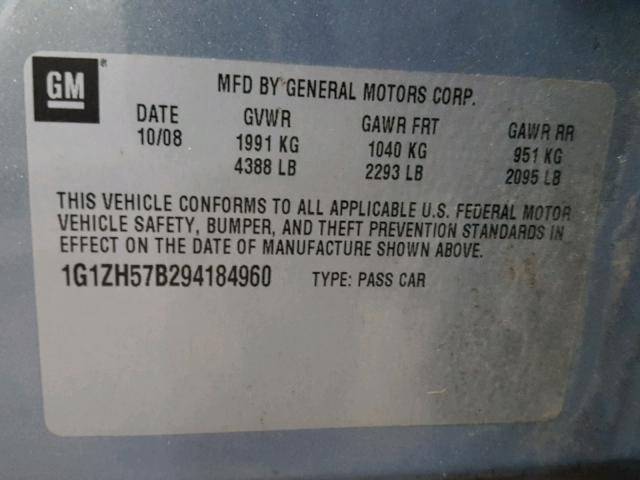 GM ®
MFD BY GENERAL MOTORS CORP.
DATE GVWR GAWR FRT GAWR RR
10/08 1991 KG 1040 KG 951 KG
4388 LB 2293 LB 2095 LB
THIS VEHICLE CONFORMS TO ALL APPLICABLE U.S. FEDERAL MOTOR
VEHICLE SAFETY, BUMPER, AND THEFT PREVENTION STANDARDS IN
EFFECT ON THE DATE OF MANUFACTURE SHOWN ABOVE.
1G1ZH57B294184960 TYPE: PASS CAR